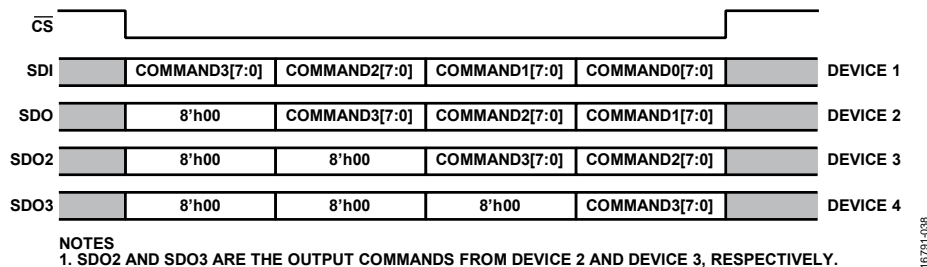 CS
SDI COMMAND3[7:0] COMMAND2[7:0] COMMAND1[7:0] COMMAND0[7:0] DEVICE 1
SDO 8'h00 COMMAND3[7:0] COMMAND2[7:0] COMMAND1[7:0] DEVICE 2
SDO2 8'h00 8'h00 COMMAND3[7:0] COMMAND2[7:0] DEVICE 3
SDO3 8'h00 8'h00 8'h00 COMMAND3[7:0] DEVICE 4
NOTES
1. SDO2 AND SDO3 ARE THE OUTPUT COMMANDS FROM DEVICE 2 AND DEVICE 3, RESPECTIVELY.
16791-038